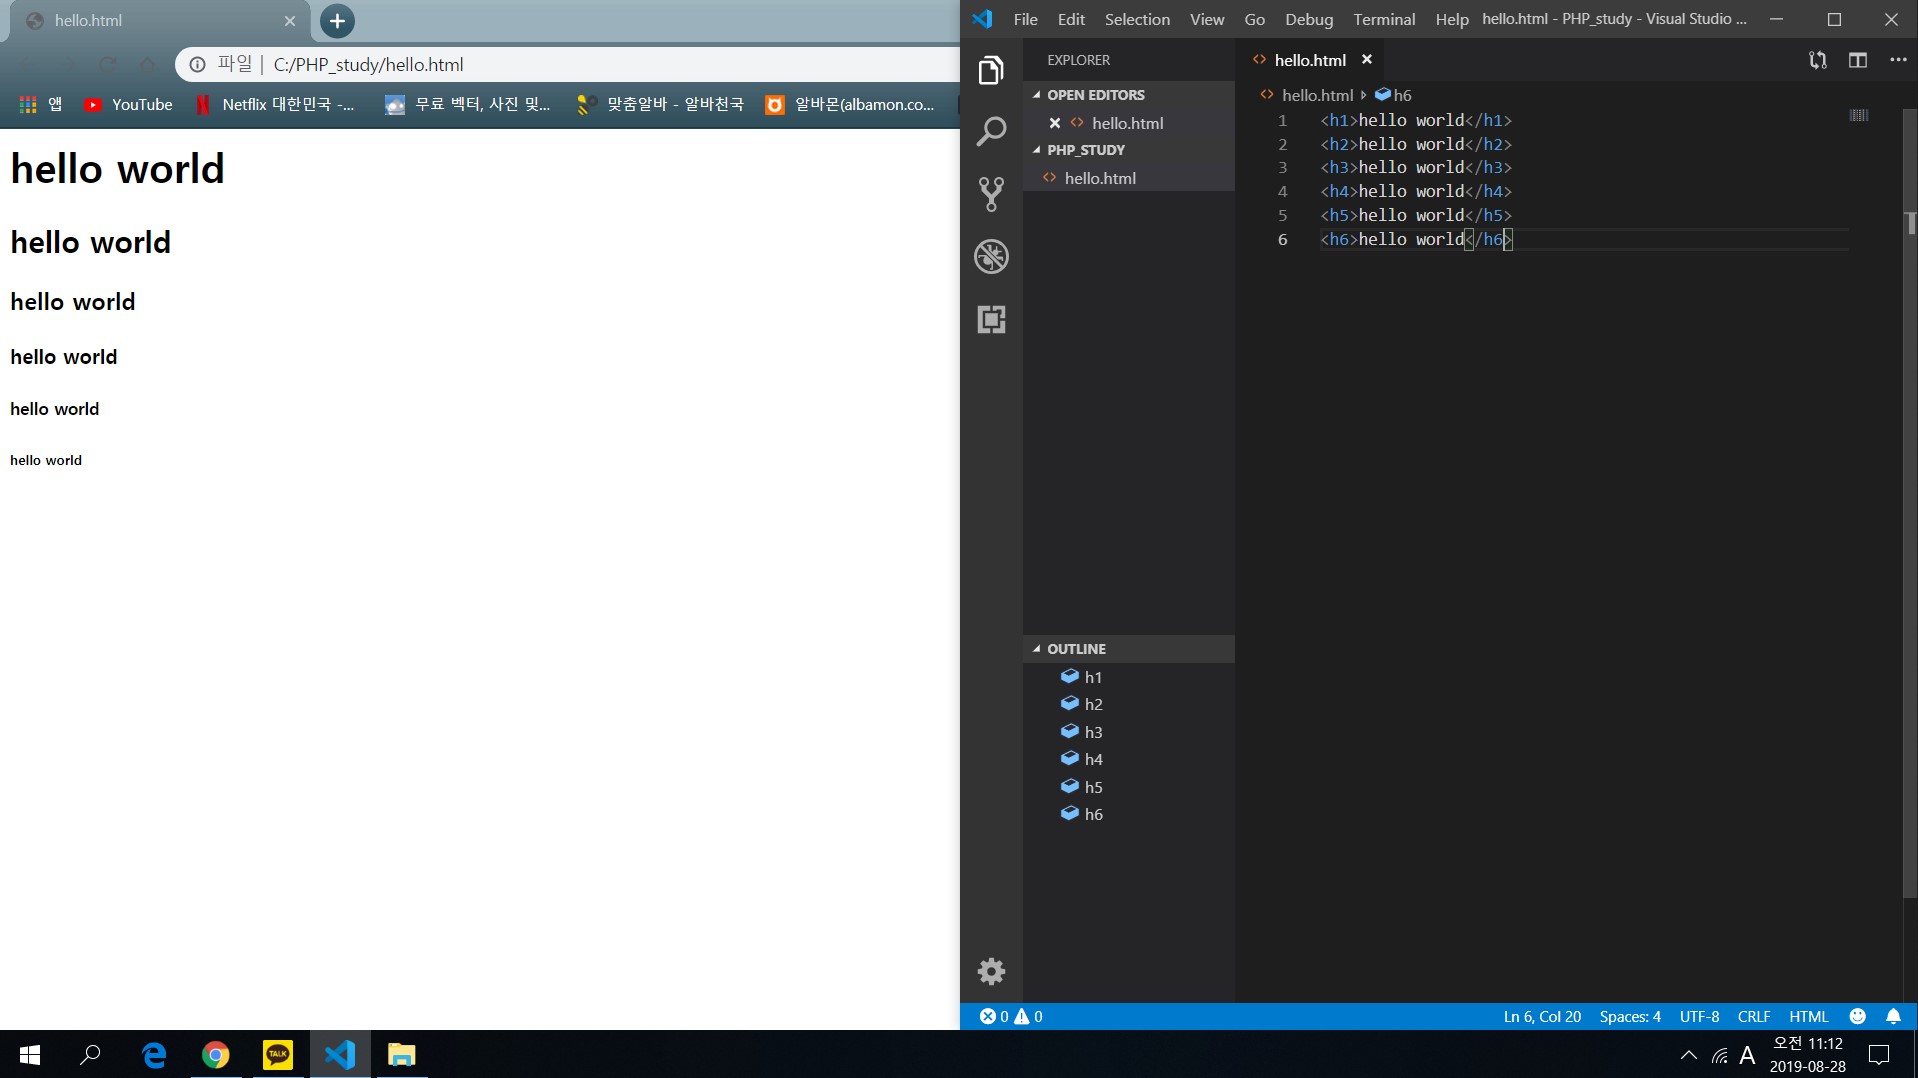 hello.html
파일 | C:/PHP_study/hello.html
앱 YouTube Netflix 대한민국 -... 무료 벡터, 사진 및... 맞춤알바 - 알바천국 알바몬(albamon.co...
hello world
hello world
hello world
hello world
hello world
hello world
File Edit Selection View Go Debug Terminal Help hello.html - PHP_study - Visual Studio ...
EXPLORER
OPEN EDITORS
hello.html
PHP_STUDY
hello.html
OUTLINE
h1
h2
h3
h4
h5
h6
hello.html
hello.html h6
1 <h1>hello world</h1>
2 <h2>hello world</h2>
3 <h3>hello world</h3>
4 <h4>hello world</h4>
5 <h5>hello world</h5>
6 <h6>hello world</h6>
0 0 Ln 6, Col 20 Spaces: 4 UTF-8 CRLF HTML
TALK
A 오전 11:12
2019-08-28